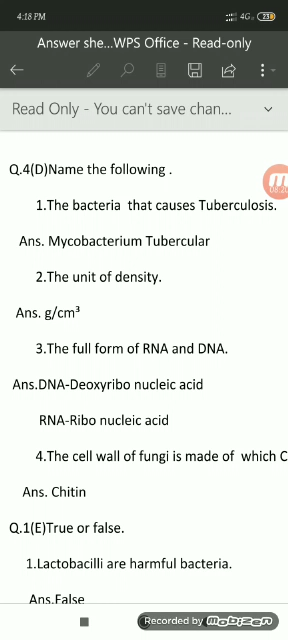 4:18 PM
4G
23
Answer she...WPS Office - Read-only
Read Only - You can't save chan...
Q.4(D)Name the following .
1.The bacteria that causes Tuberculosis.
08:20
Ans. Mycobacterium Tubercular
2.The unit of density.
Ans. g/cm³
3.The full form of RNA and DNA.
Ans.DNA-Deoxyribo nucleic acid
RNA-Ribo nucleic acid
4.The cell wall of fungi is made of which C
Ans. Chitin
Q.1(E)True or false.
1.Lactobacilli are harmful bacteria.
Ans.False
Recorded by mobizen